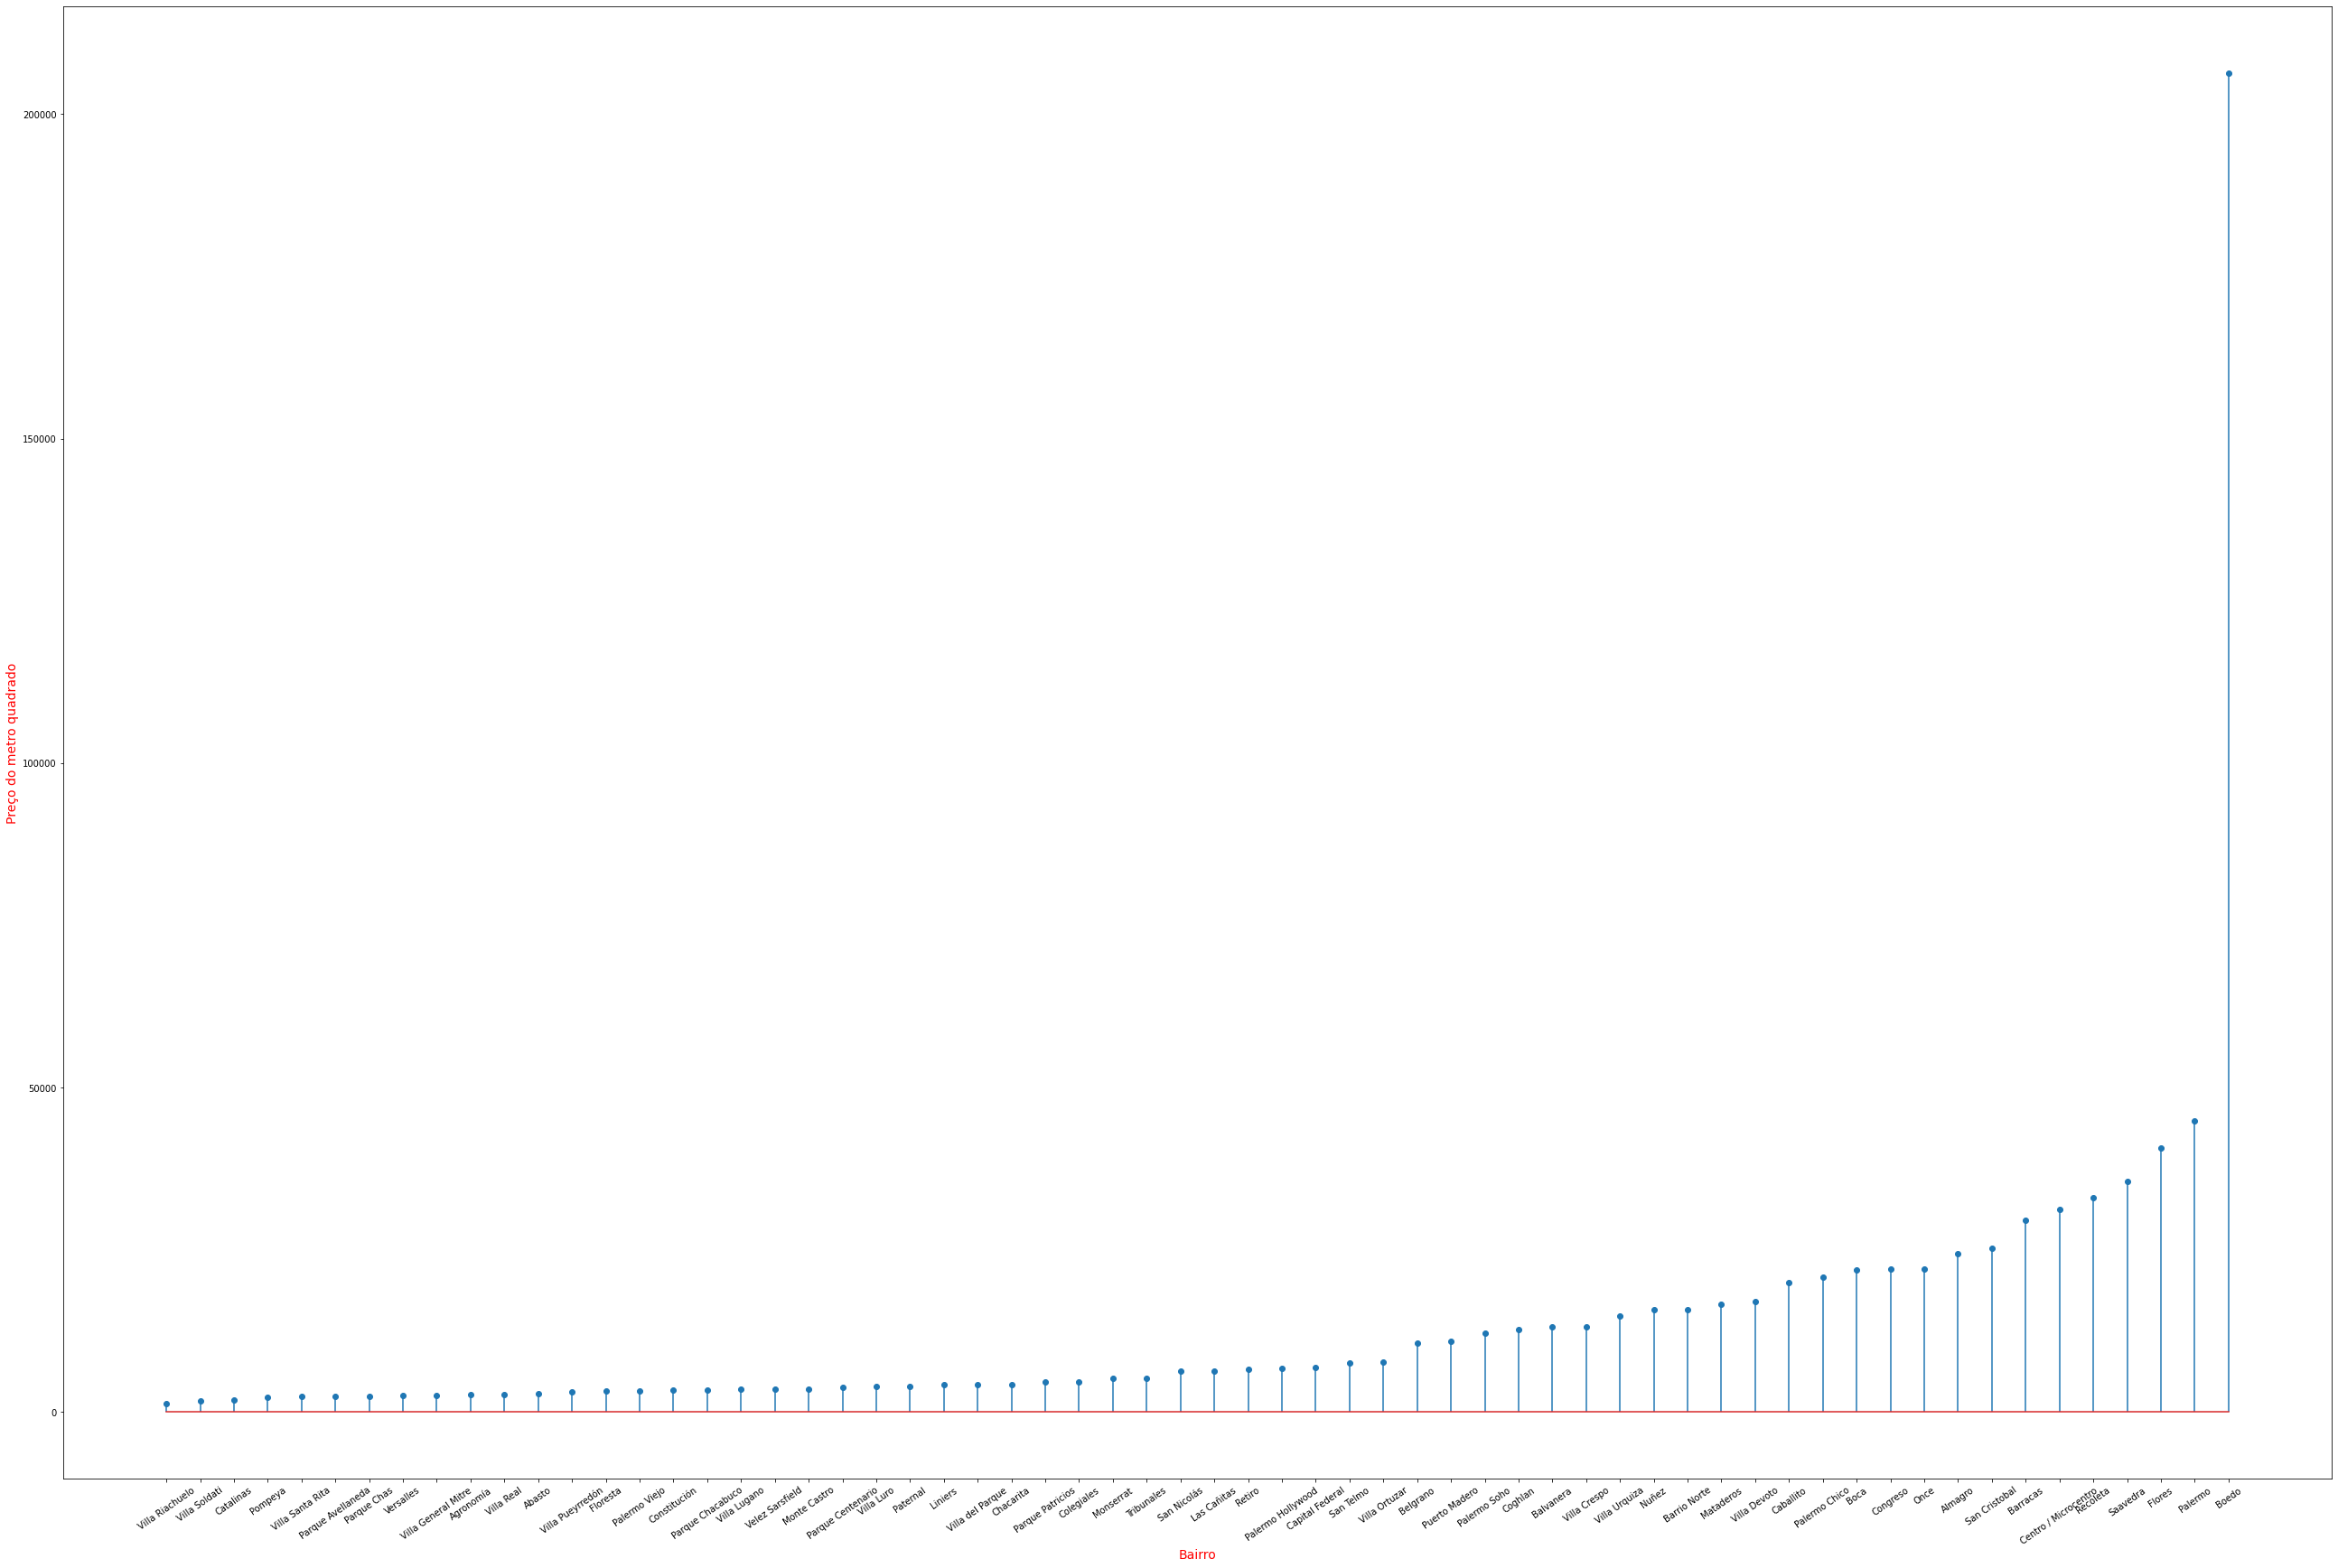 200000
150000
100000
50000
0
Preço do metro quadrado
Villa Riachuelo
Villa Soldati
Catalinas
Pompeya
Villa Santa Rita
Parque Avellaneda
Parque Chas
Versalles
Villa General Mitre
Agronomía
Villa Real
Abasto
Villa Pueyrredón
Floresta
Palermo Viejo
Constitución
Parque Chacabuco
Villa Lugano
Velez Sarsfield
Monte Castro
Parque Centenario
Villa Luro
Paternal
Liniers
Villa del Parque
Chacarita
Parque Patricios
Colegiales
Monserrat
Tribunales
San Nicolás
Las Cañitas
Retiro
Palermo Hollywood
Capital Federal
San Telmo
Villa Ortuzar
Belgrano
Puerto Madero
Palermo Soho
Coghlan
Balvanera
Villa Crespo
Villa Urquiza
Nuñez
Barrio Norte
Mataderos
Villa Devoto
Caballito
Palermo Chico
Boca
Congreso
Once
Almagro
San Cristobal
Barracas
Centro / Microcentro
Recoleta
Saavedra
Flores
Palermo
Boedo
Bairro